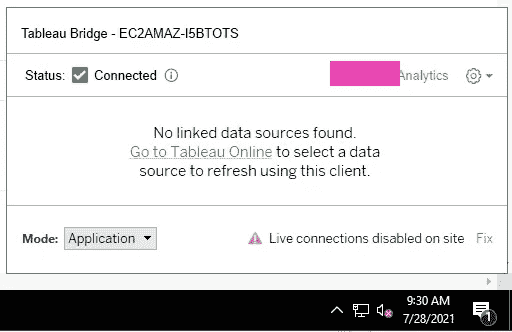 Tableau Bridge - EC2AMAZ-I5BTOTS
Status: Connected
Analytics
No linked data sources found.
Go to Tableau Online to select a data
source to refresh using this client.
Mode: Application
Live connections disabled on site Fix
9:30 AM
7/28/2021
1